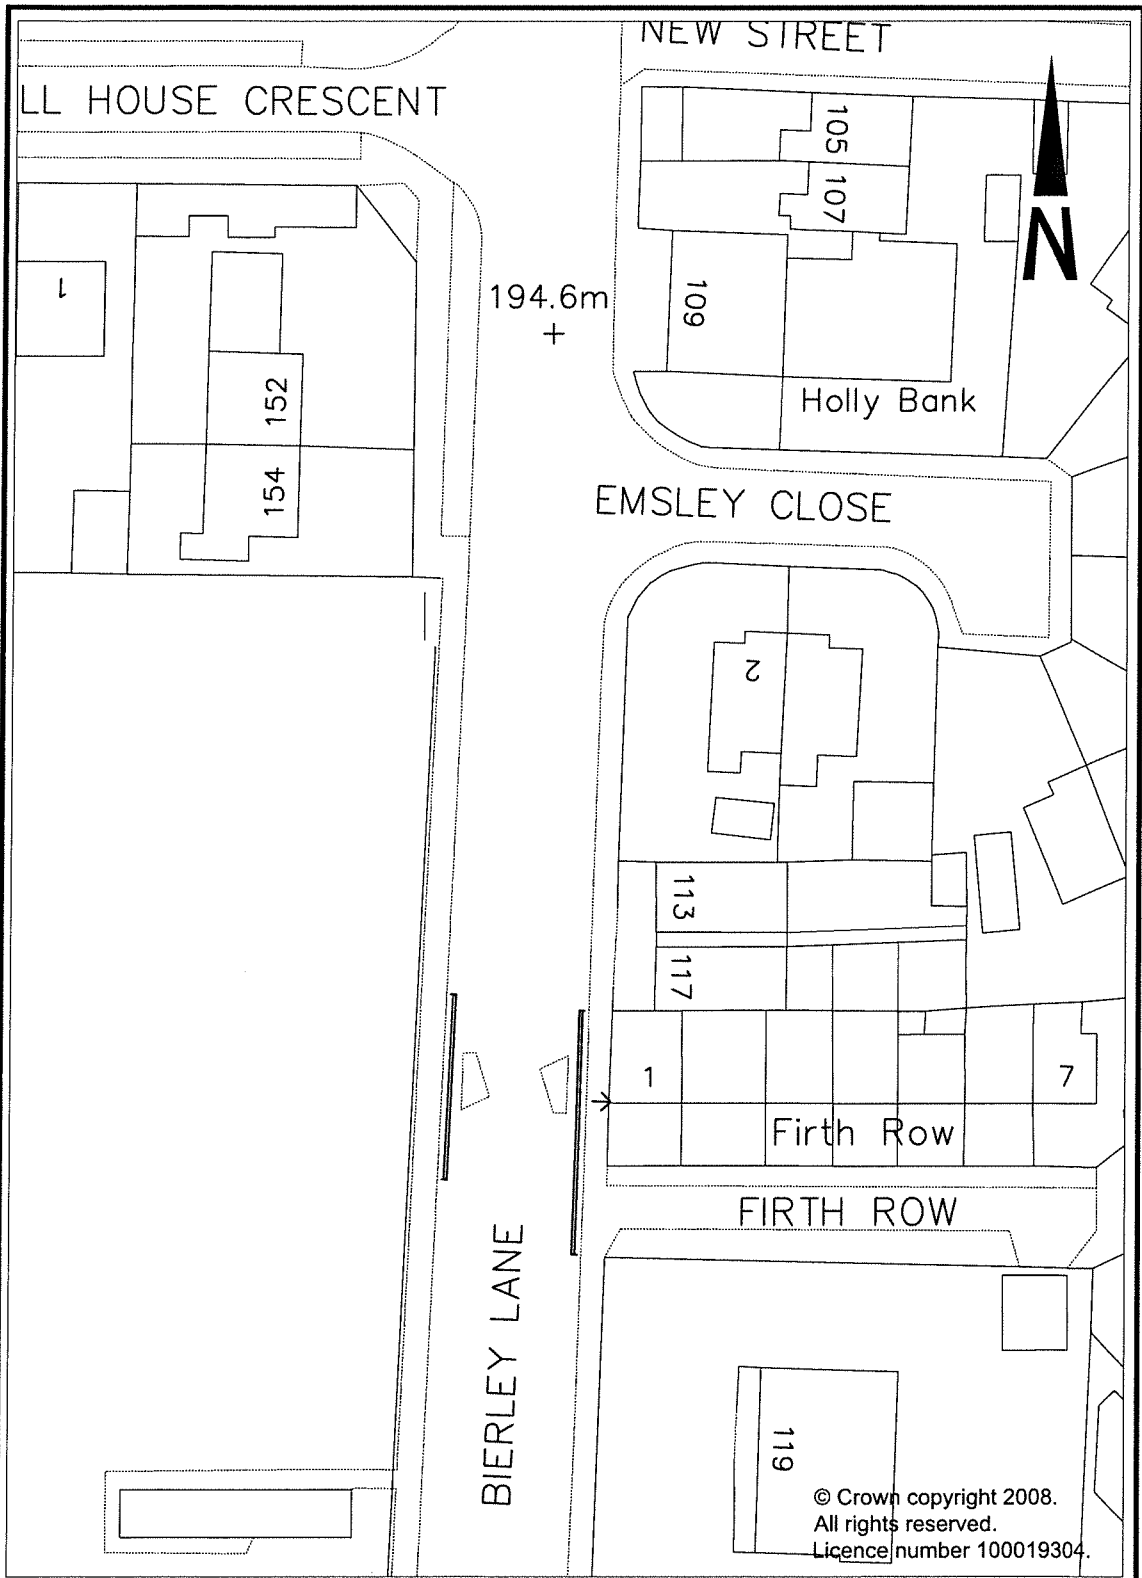 NEW STREET
LL HOUSE CRESCENT
105
107
N
1
194.6m
109
152
Holly Bank
154
EMSLEY CLOSE
2
113
117
1
7
Firth Row
FIRTH ROW
BIERLEY LANE
119
© Crown copyright 2008.
All rights reserved.
Licence number 100019304.